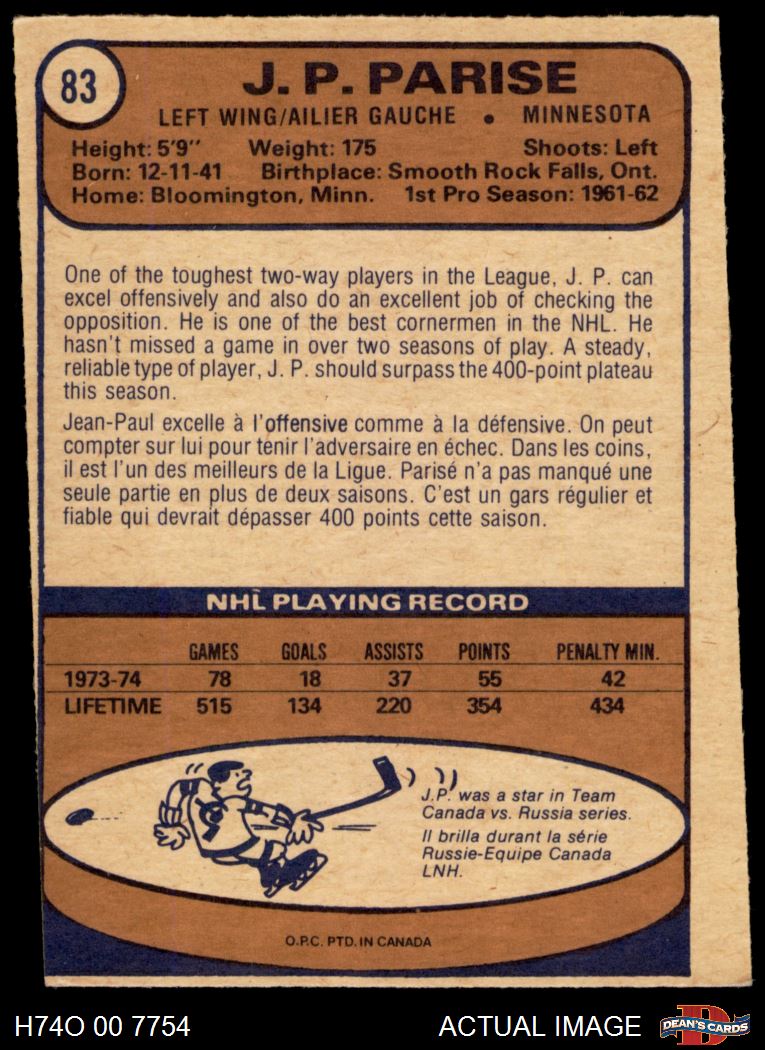 83
J. P. PARISE
LEFT WING/AILIER GAUCHE • MINNESOTA
Height: 5'9" Weight: 175 Shoots: Left
Born: 12-11-41 Birthplace: Smooth Rock Falls, Ont.
Home: Bloomington, Minn. 1st Pro Season: 1961-62
One of the toughest two-way players in the League, J. P. can
excel offensively and also do an excellent job of checking the
opposition. He is one of the best cornermen in the NHL. He
hasn't missed a game in over two seasons of play. A steady,
reliable type of player, J. P. should surpass the 400-point plateau
this season.
Jean-Paul excelle à l'offensive comme à la défensive. On peut
compter sur lui pour tenir l'adversaire en échec. Dans les coins,
il est l'un des meilleurs de la Ligue. Parisé n'a pas manqué une
seule partie en plus de deux saisons. C'est un gars régulier et
fiable qui devrait dépasser 400 points cette saison.
NHL PLAYING RECORD
GAMES GOALS ASSISTS POINTS PENALTY MIN.
1973-74 78 18 37 55 42
LIFETIME 515 134 220 354 434
J.P. was a star in Team
Canada vs. Russia series.
Il brilla durant la série
Russie-Equipe Canada
LNH.
O.P.C. PTD. IN CANADA
H74O 00 7754 ACTUAL IMAGE
D
DEAN'S CARDS